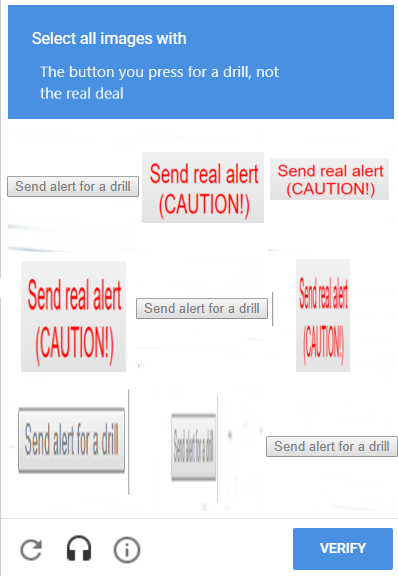 Select all images with
The button you press for a drill, not
the real deal
Send alert for a drill
Send real alert
(CAUTION!)
Send real alert
(CAUTION!)
Send real alert
(CAUTION!)
Send alert for a drill
Send real alert
(CAUTION!)
Send alert for a drill
Send alert for a drill
Send alert for a drill
VERIFY